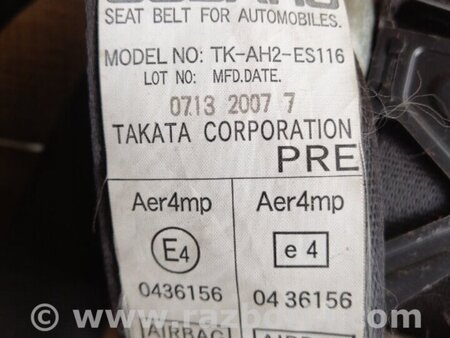 SUBARU
SEAT BELT FOR AUTOMOBILES.
MODEL NO: TK-AH2-ES116
LOT NO: MFD.DATE.
0713 2007 7
TAKATA CORPORATION
PRE
Aer4mp Aer4mp
E4 e 4
0436156 04 36156
AIRBAG